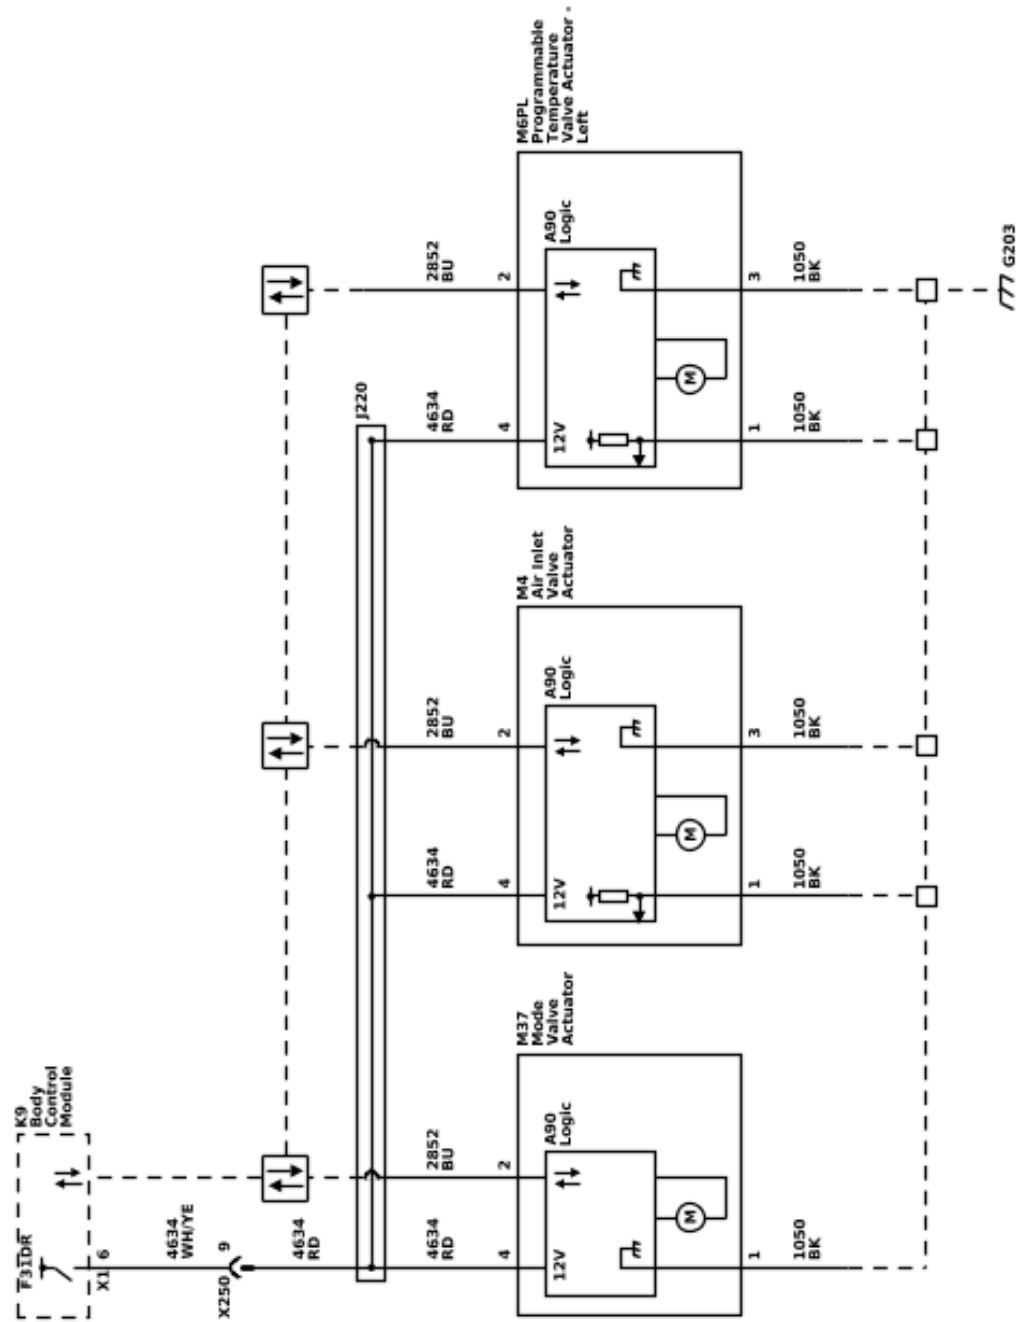 K9
Body
Control
Module
F31DR
X1
6
4634
WH/YE
X250
9
4634
RD
J220
4634
RD
2852
BU
4634
RD
2852
BU
4634
RD
2852
BU
4
2
4
2
4
2
M37
Mode
Valve
Actuator
M4
Air Inlet
Valve
Actuator
M6PL
Programmable
Temperature
Valve Actuator -
Left
A90
Logic
A90
Logic
A90
Logic
12V
12V
12V
M
M
M
1
1
3
1
3
1050
BK
1050
BK
1050
BK
1050
BK
1050
BK
G203